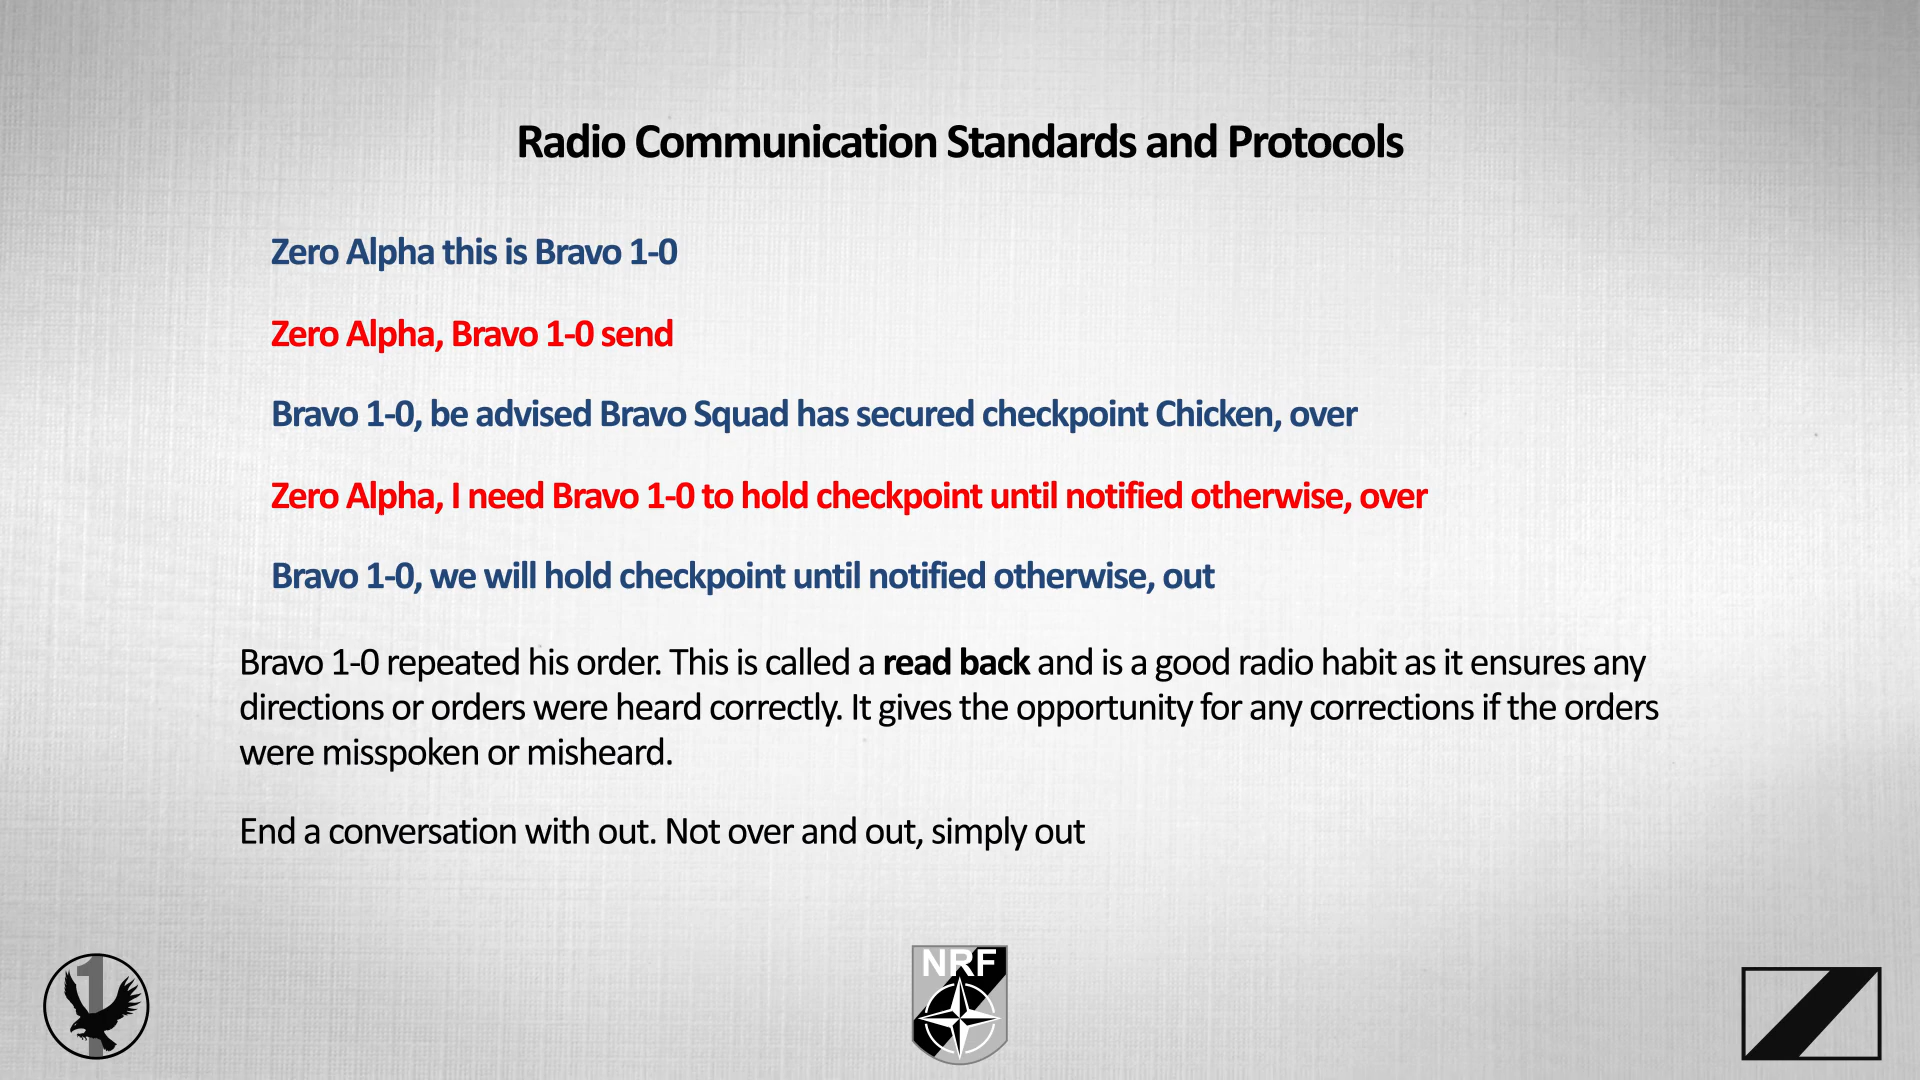 Radio Communication Standards and Protocols
Zero Alpha this is Bravo 1-0
Zero Alpha, Bravo 1-0 send
Bravo 1-0, be advised Bravo Squad has secured checkpoint Chicken, over
Zero Alpha, I need Bravo 1-0 to hold checkpoint until notified otherwise, over
Bravo 1-0, we will hold checkpoint until notified otherwise, out
Bravo 1-0 repeated his order. This is called a read back and is a good radio habit as it ensures any
directions or orders were heard correctly. It gives the opportunity for any corrections if the orders
were misspoken or misheard.
End a conversation with out. Not over and out, simply out
1
NRF